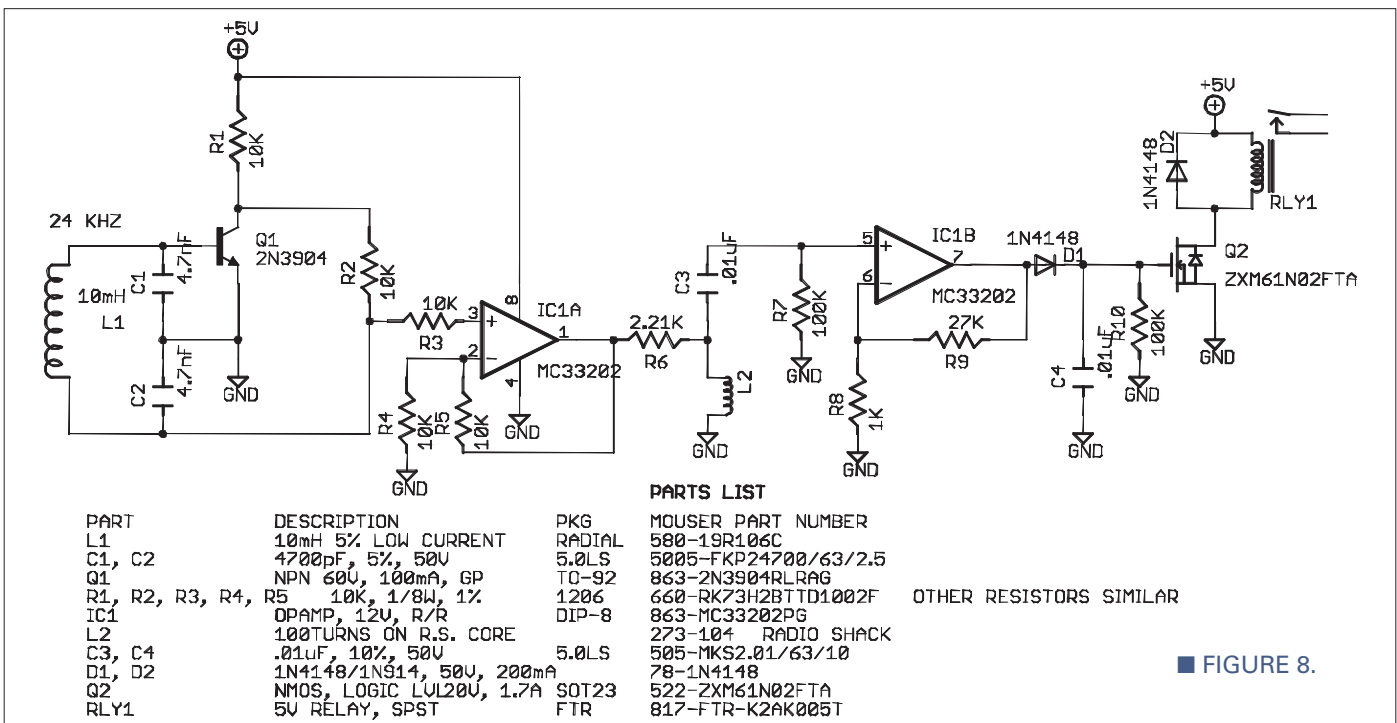 +5V
R1
10K
24 KHZ
Q1
2N3904
C1
4.7nF
10mH
L1
C2
4.7nF
GND
R2
10K
10K
R3
3
+
2
-
8
4
1
IC1A
MC33202
GND
R4
10K
R5
10K
GND
2.21K
R6
C3
.01uF
L2
GND
R7
100K
GND
5
+
6
-
7
IC1B
MC33202
27K
R9
R8
1K
GND
1N4148
D1
C4
.01uF
GND
R10
100K
GND
+5V
1N4148
D2
RLY1
Q2
ZXM61N02FTA
GND
PARTS LIST
PART DESCRIPTION PKG MOUSER PART NUMBER
L1 10mH 5% LOW CURRENT RADIAL 580-19R106C
C1, C2 4700pF, 5%, 50V 5.0LS 5005-FKP24700/63/2.5
Q1 NPN 60V, 100mA, GP TO-92 863-2N3904RLRAG
R1, R2, R3, R4, R5 10K, 1/8W, 1% 1206 660-RK73H2BTTD1002F OTHER RESISTORS SIMILAR
IC1 OPAMP, 12V, R/R DIP-8 863-MC33202PG
L2 100TURNS ON R.S. CORE 273-104 RADIO SHACK
C3, C4 .01uF, 10%, 50V 5.0LS 505-MKS2.01/63/10
D1, D2 1N4148/1N914, 50V, 200mA 78-1N4148
Q2 NMOS, LOGIC LVL20V, 1.7A SOT23 522-ZXM61N02FTA
RLY1 5V RELAY, SPST FTR 817-FTR-K2AK005T
■ FIGURE 8.